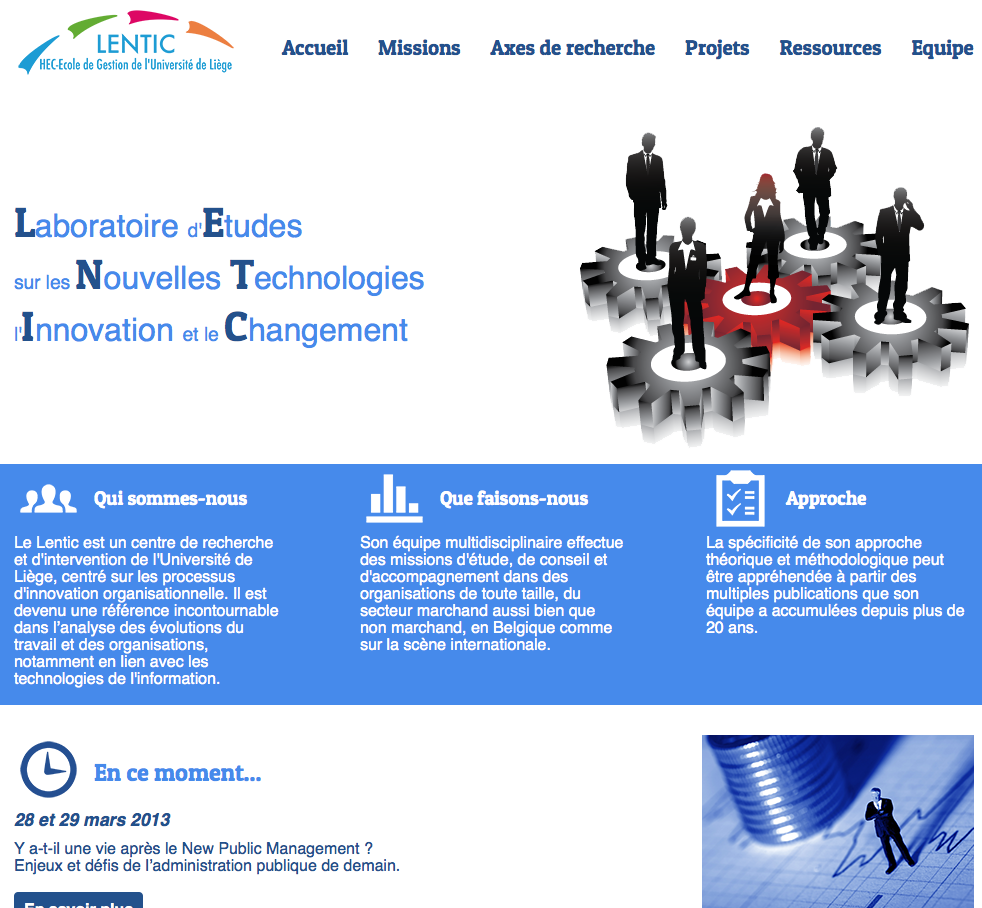 LENTIC
HEC-Ecole de Gestion de l'Université de Liège
Accueil Missions Axes de recherche Projets Ressources Equipe
Laboratoire d'Etudes
sur les Nouvelles Technologies
l'Innovation et le Changement
Qui sommes-nous
Le Lentic est un centre de recherche
et d'intervention de l'Université de
Liège, centré sur les processus
d'innovation organisationnelle. Il est
devenu une référence incontournable
dans l’analyse des évolutions du
travail et des organisations,
notamment en lien avec les
technologies de l'information.
Que faisons-nous
Son équipe multidisciplinaire effectue
des missions d'étude, de conseil et
d'accompagnement dans des
organisations de toute taille, du
secteur marchand aussi bien que
non marchand, en Belgique comme
sur la scène internationale.
Approche
La spécificité de son approche
théorique et méthodologique peut
être appréhendée à partir des
multiples publications que son
équipe a accumulées depuis plus de
20 ans.
En ce moment...
28 et 29 mars 2013
Y a-t-il une vie après le New Public Management ?
Enjeux et défis de l’administration publique de demain.
En savoir plus